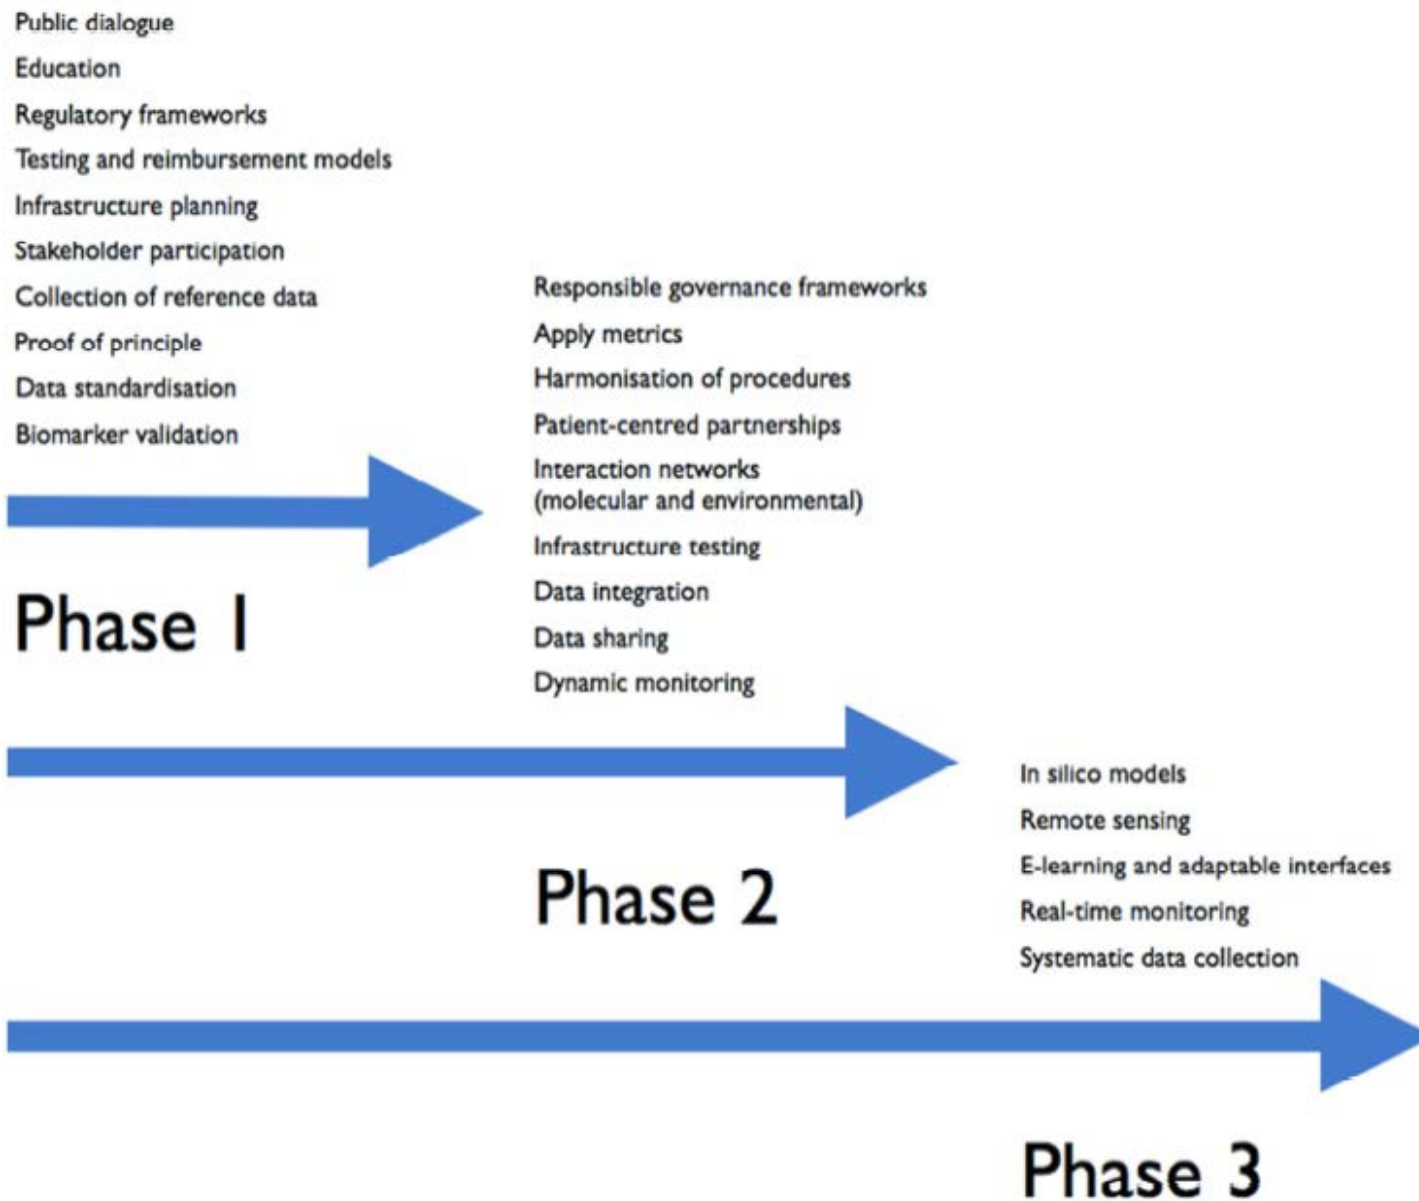 Public dialogue
Education
Regulatory frameworks
Testing and reimbursement models
Infrastructure planning
Stakeholder participation
Collection of reference data
Proof of principle
Data standardisation
Biomarker validation
Phase 1
Responsible governance frameworks
Apply metrics
Harmonisation of procedures
Patient-centred partnerships
Interaction networks
(molecular and environmental)
Infrastructure testing
Data integration
Data sharing
Dynamic monitoring
Phase 2
In silico models
Remote sensing
E-learning and adaptable interfaces
Real-time monitoring
Systematic data collection
Phase 3